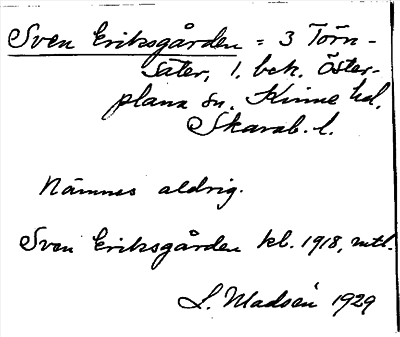 Sven Eriksgården = 3 Törn-
säter, 1. bck. Öster-
plana sn. Kinne hd.
Skarab. l.
Nämnes aldrig.
Sven Eriksgården kl. 1918, mtl.
L. Madsén 1929